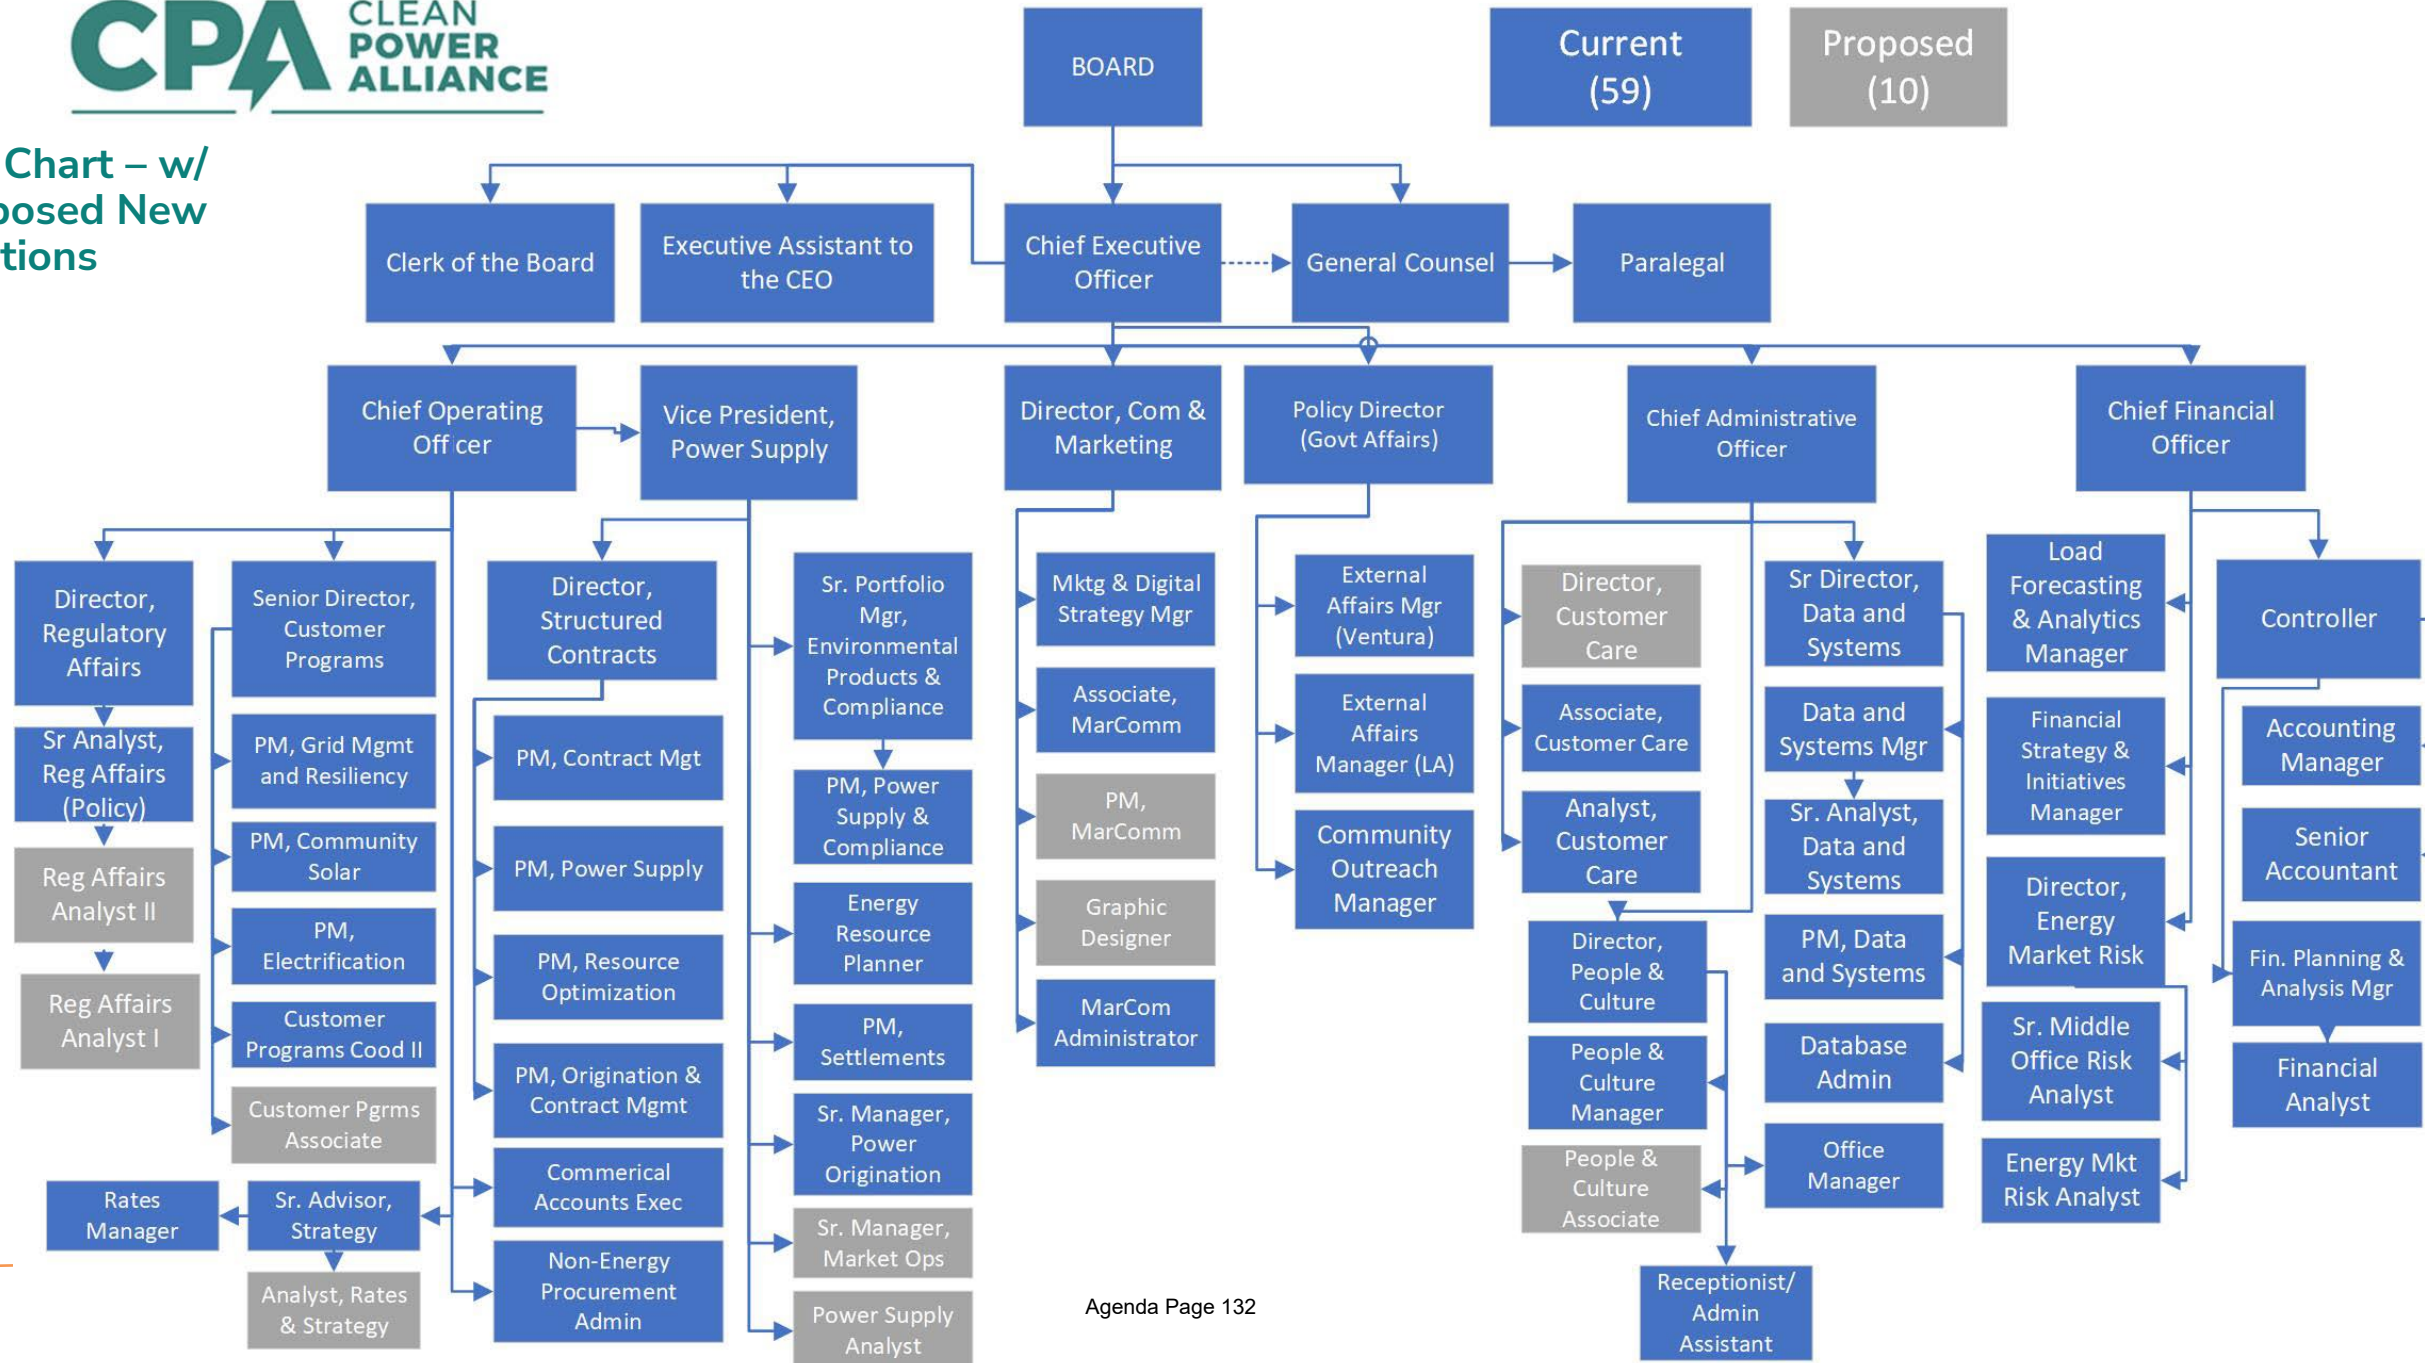 CPA
CLEAN
POWER
ALLIANCE
Chart – w/
posed New
tions
BOARD
Current
(59)
Proposed
(10)
Clerk of the Board
Executive Assistant to
the CEO
Chief Executive
Officer
General Counsel
Paralegal
Chief Operating
Officer
Vice President,
Power Supply
Director, Com &
Marketing
Policy Director
(Govt Affairs)
Chief Administrative
Officer
Chief Financial
Officer
Director,
Regulatory
Affairs
Sr Analyst,
Reg Affairs
(Policy)
Reg Affairs
Analyst II
Reg Affairs
Analyst I
Senior Director,
Customer
Programs
PM, Grid Mgmt
and Resiliency
PM, Community
Solar
PM,
Electrification
Customer
Programs Cood II
Customer Pgrms
Associate
Rates
Manager
Sr. Advisor,
Strategy
Analyst, Rates
& Strategy
Director,
Structured
Contracts
PM, Contract Mgt
PM, Power Supply
PM, Resource
Optimization
PM, Origination &
Contract Mgmt
Commerical
Accounts Exec
Non-Energy
Procurement
Admin
Sr. Portfolio
Mgr,
Environmental
Products &
Compliance
PM, Power
Supply &
Compliance
Energy
Resource
Planner
PM,
Settlements
Sr. Manager,
Power
Origination
Sr. Manager,
Market Ops
Power Supply
Analyst
Mktg & Digital
Strategy Mgr
Associate,
MarComm
PM,
MarComm
Graphic
Designer
MarCom
Administrator
External
Affairs Mgr
(Ventura)
External
Affairs
Manager (LA)
Community
Outreach
Manager
Director,
Customer
Care
Associate,
Customer Care
Analyst,
Customer
Care
Director,
People &
Culture
People &
Culture
Manager
People &
Culture
Associate
Sr Director,
Data and
Systems
Data and
Systems Mgr
Sr. Analyst,
Data and
Systems
PM, Data
and Systems
Database
Admin
Office
Manager
Receptionist/
Admin
Assistant
Load
Forecasting
& Analytics
Manager
Financial
Strategy &
Initiatives
Manager
Director,
Energy
Market Risk
Sr. Middle
Office Risk
Analyst
Energy Mkt
Risk Analyst
Controller
Accounting
Manager
Senior
Accountant
Fin. Planning &
Analysis Mgr
Financial
Analyst
Agenda Page 132